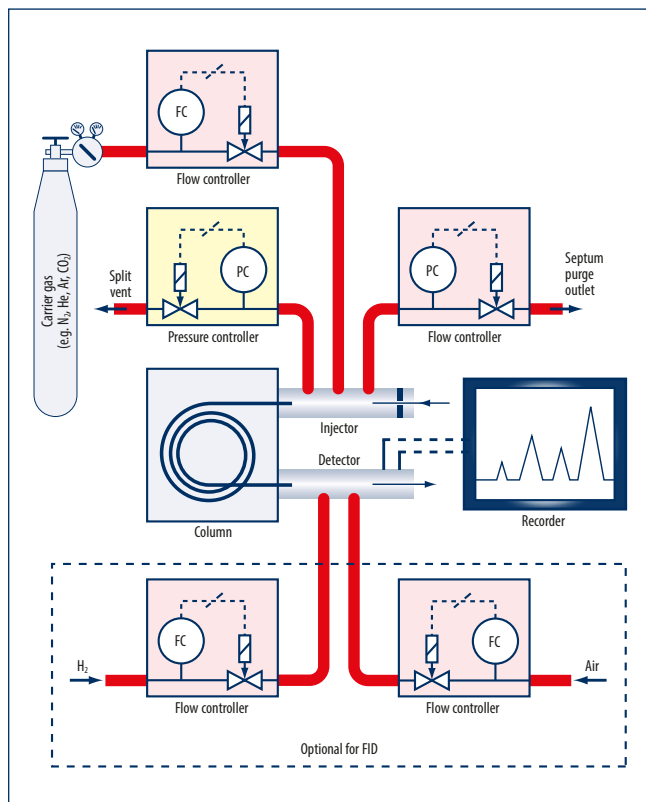 FC
Flow controller
Carrier gas
(e.g. N₂, He, Ar, CO₂)
Split
vent
PC
Pressure controller
PC
Flow controller
Septum
purge
outlet
Injector
Detector
Column
Recorder
H₂
FC
Flow controller
FC
Flow controller
Air
Optional for FID